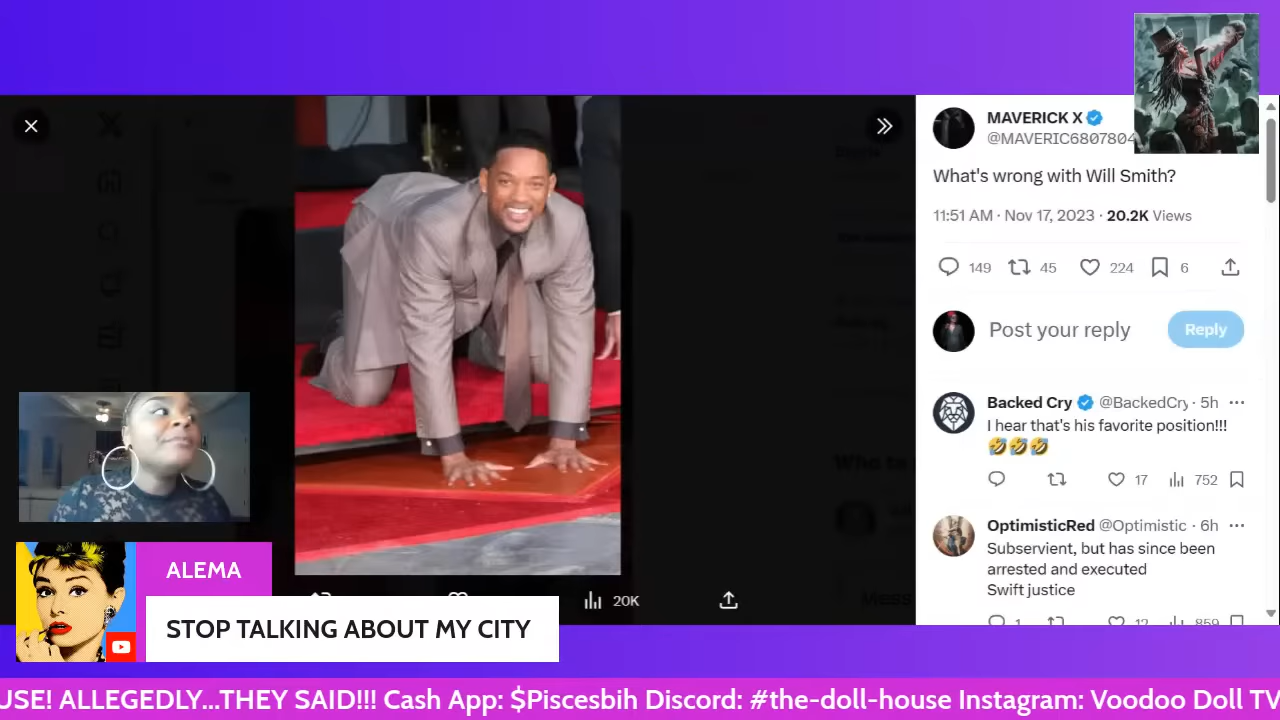 MAVERICK X
@MAVERIC6807804
What's wrong with Will Smith?
11:51 AM · Nov 17, 2023 · 20.2K Views
149 45 224 6
Post your reply
Reply
Backed Cry @BackedCry · 5h
I hear that's his favorite position!!!
🤣🤣🤣
17 752
OptimisticRed @Optimistic · 6h
Subservient, but has since been
arrested and executed
Swift justice
1 12 859
20K
ALEMA
STOP TALKING ABOUT MY CITY
USE! ALLEGEDLY...THEY SAID!!! Cash App: $Piscesbih Discord: #the-doll-house Instagram: Voodoo Doll TV